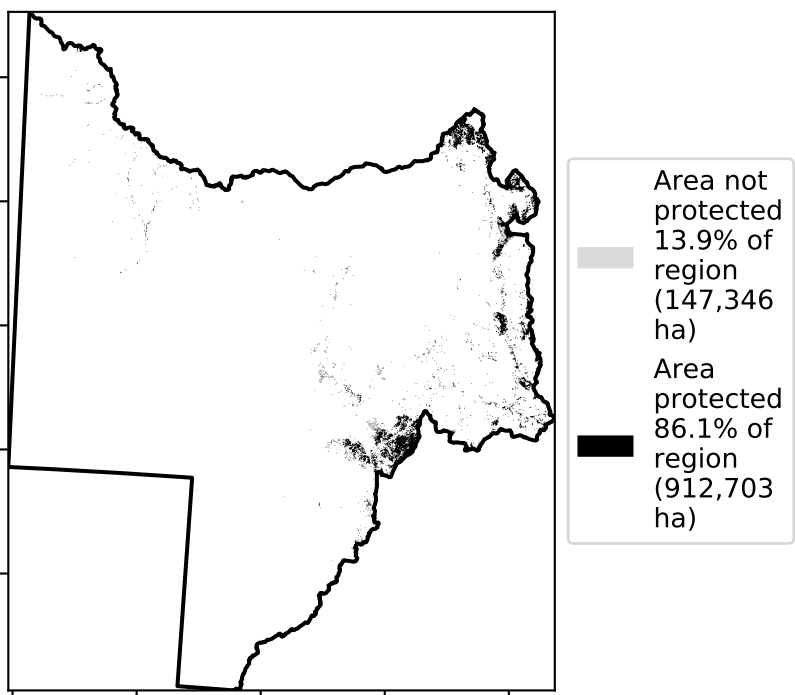 Area not
protected
13.9% of
region
(147,346
ha)
Area
protected
86.1% of
region
(912,703
ha)